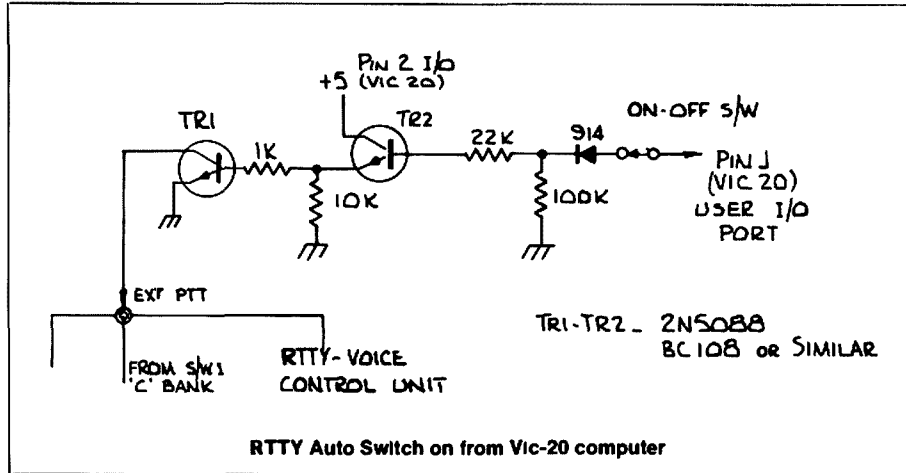 PIN 2 I/O
+5 (VIC 20)
TR1
TR2
ON-OFF S/W
1K
22K
914
PIN J
(VIC 20)
USER I/O
PORT
10K
100K
EXT PTT
TR1-TR2_ 2N5088
BC108 OR SIMILAR
FROM S/W1
'C' BANK
RTTY-VOICE
CONTROL UNIT
RTTY Auto Switch on from Vic-20 computer